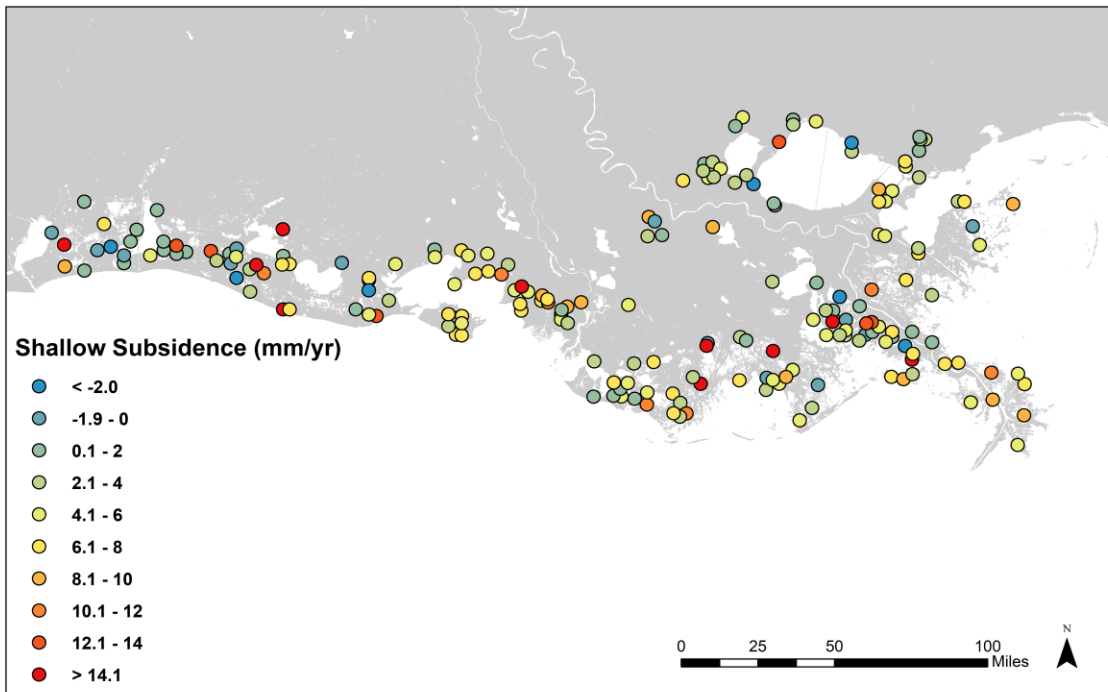 Shallow Subsidence (mm/yr)
< -2.0
-1.9 - 0
0.1 - 2
2.1 - 4
4.1 - 6
6.1 - 8
8.1 - 10
10.1 - 12
12.1 - 14
> 14.1
N
0 25 50 100
Miles